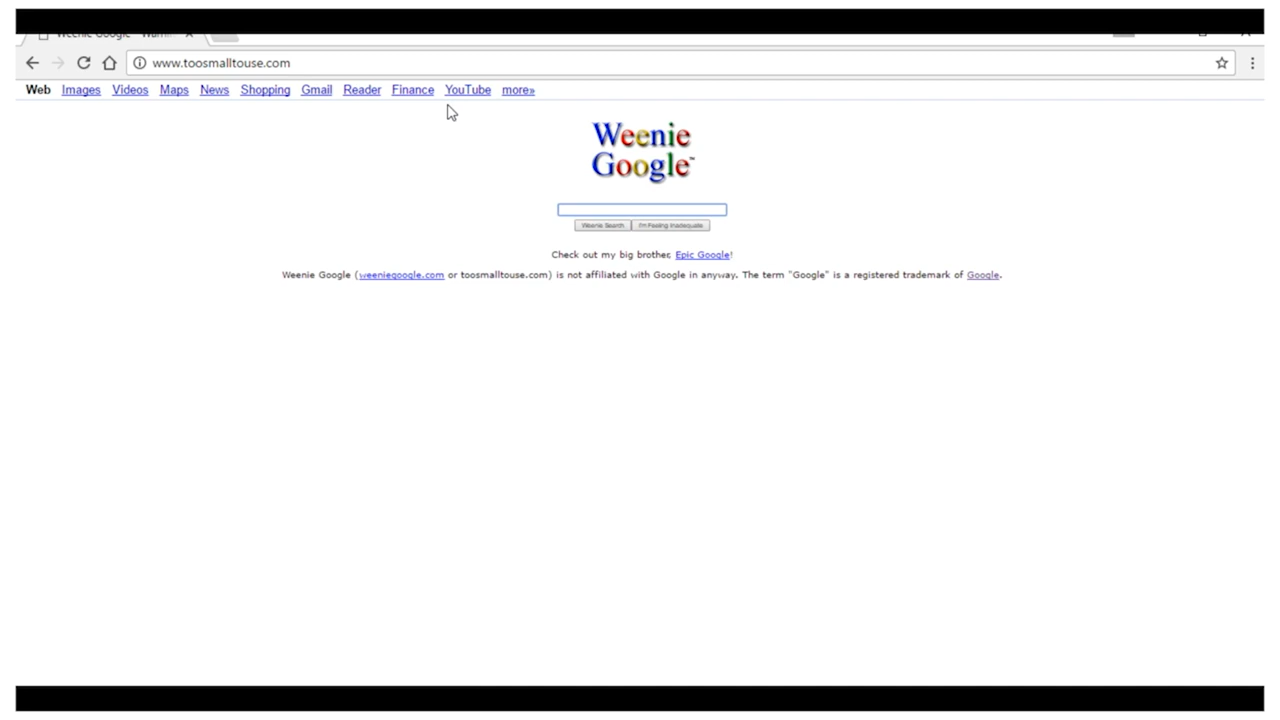 Weenie Google
www.toosmalltouse.com
Web Images Videos Maps News Shopping Gmail Reader Finance YouTube more»
Weenie
Google™
Weenie Search I'm Feeling Inadequate
Check out my big brother, Epic Google!
Weenie Google (weeniegoogle.com or toosmalltouse.com) is not affiliated with Google in anyway. The term "Google" is a registered trademark of Google.